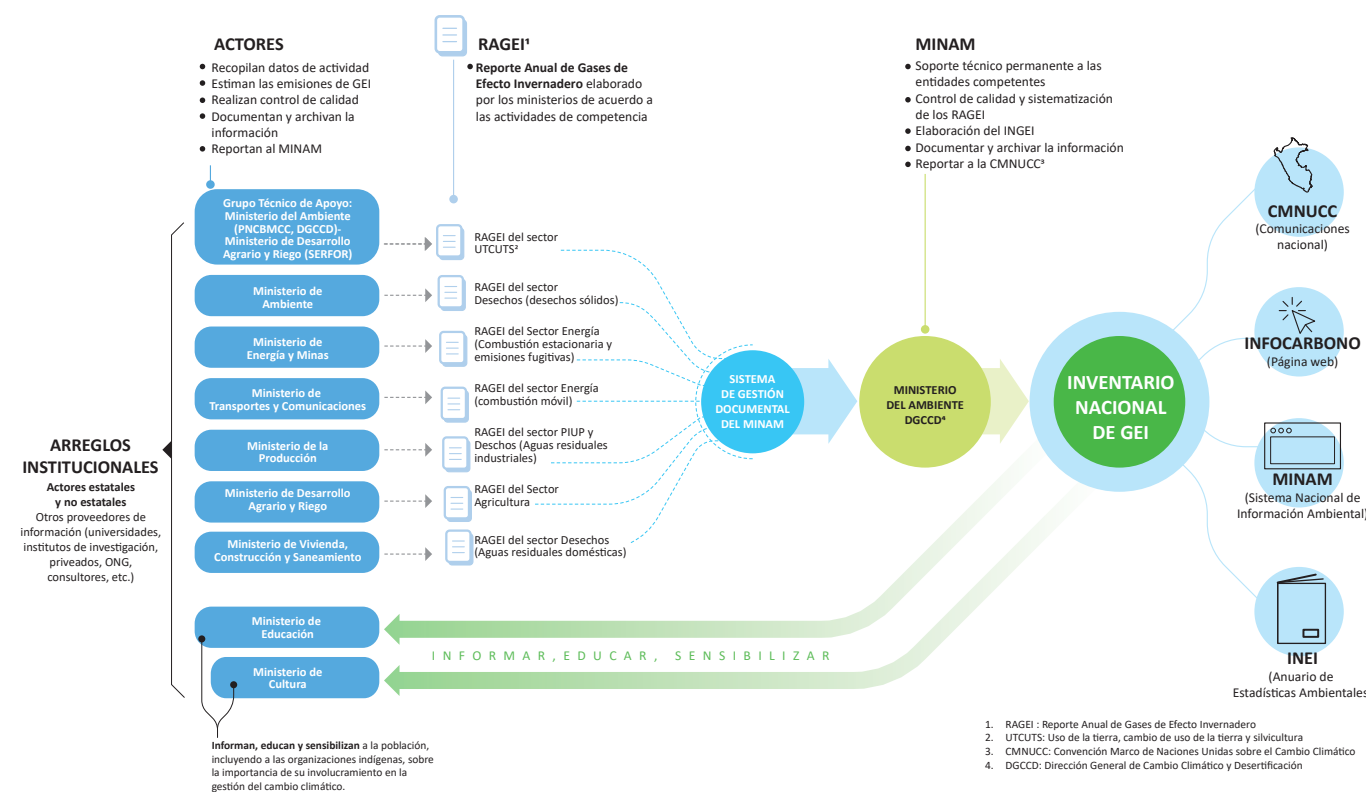 ACTORES
• Recopilan datos de actividad
• Estiman las emisiones de GEI
• Realizan control de calidad
• Documentan y archivan la
información
• Reportan al MINAM
RAGEI¹
• Reporte Anual de Gases de
Efecto Invernadero elaborado
por los ministerios de acuerdo a
las actividades de competencia
MINAM
• Soporte técnico permanente a las
entidades competentes
• Control de calidad y sistematización
de los RAGEI
• Elaboración del INGEI
• Documentar y archivar la información
• Reportar a la CMNUCC³
ARREGLOS
INSTITUCIONALES
Actores estatales
y no estatales
Otros proveedores de
información (universidades,
institutos de investigación,
priveados, ONG,
consultores, etc.)
Grupo Técnico de Apoyo:
Ministerio del Ambiente
(PNCBMCC, DGCCD)-
Ministerio de Desarrollo
Agrario y Riego (SERFOR)
Ministerio de
Ambiente
Ministerio de
Energía y Minas
Ministerio de
Transportes y Comunicaciones
Ministerio de la
Producción
Ministerio de Desarrollo
Agrario y Riego
Ministerio de Vivienda,
Construcción y Saneamiento
Ministerio de
Educación
Ministerio de
Cultura
RAGEI del sector
UTCUTS²
RAGEI del sector
Desechos (desechos sólidos)
RAGEI del Sector Energía
(Combustión estacionaria y
emisiones fugitivas)
RAGEI del sector Energía
(combustión móvil)
RAGEI del sector PIUP y
Deschos (Aguas residuales
industriales)
RAGEI del Sector
Agricultura
RAGEI del sector Desechos
(Aguas residuales domésticas)
SISTEMA
DE GESTIÓN
DOCUMENTAL
DEL MINAM
MINISTERIO
DEL AMBIENTE
DGCCD⁴
INVENTARIO
NACIONAL
DE GEI
CMNUCC
(Comunicaciones
nacional)
INFOCARBONO
(Página web)
MINAM
(Sistema Nacional de
Información Ambiental)
INEI
(Anuario de
Estadísticas Ambientales
INFORMAR, EDUCAR, SENSIBILIZAR
Informan, educan y sensibilizan a la población,
incluyendo a las organizaciones indígenas, sobre
la importancia de su involucramiento en la
gestión del cambio climático.
1. RAGEI : Reporte Anual de Gases de Efecto Invernadero
2. UTCUTS: Uso de la tierra, cambio de uso de la tierra y silvicultura
3. CMNUCC: Convención Marco de Naciones Unidas sobre el Cambio Climático
4. DGCCD: Dirección General de Cambio Climático y Desertificación